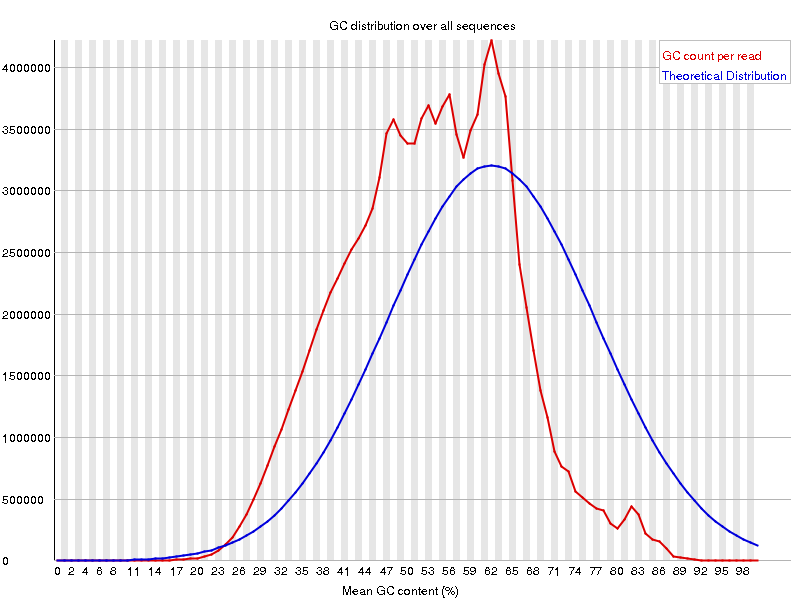 GC distribution over all sequences
GC count per read
Theoretical Distribution
4000000
3500000
3000000
2500000
2000000
1500000
1000000
500000
0
0 2 4 6 8 11 14 17 20 23 26 29 32 35 38 41 44 47 50 53 56 59 62 65 68 71 74 77 80 83 86 89 92 95 98
Mean GC content (%)